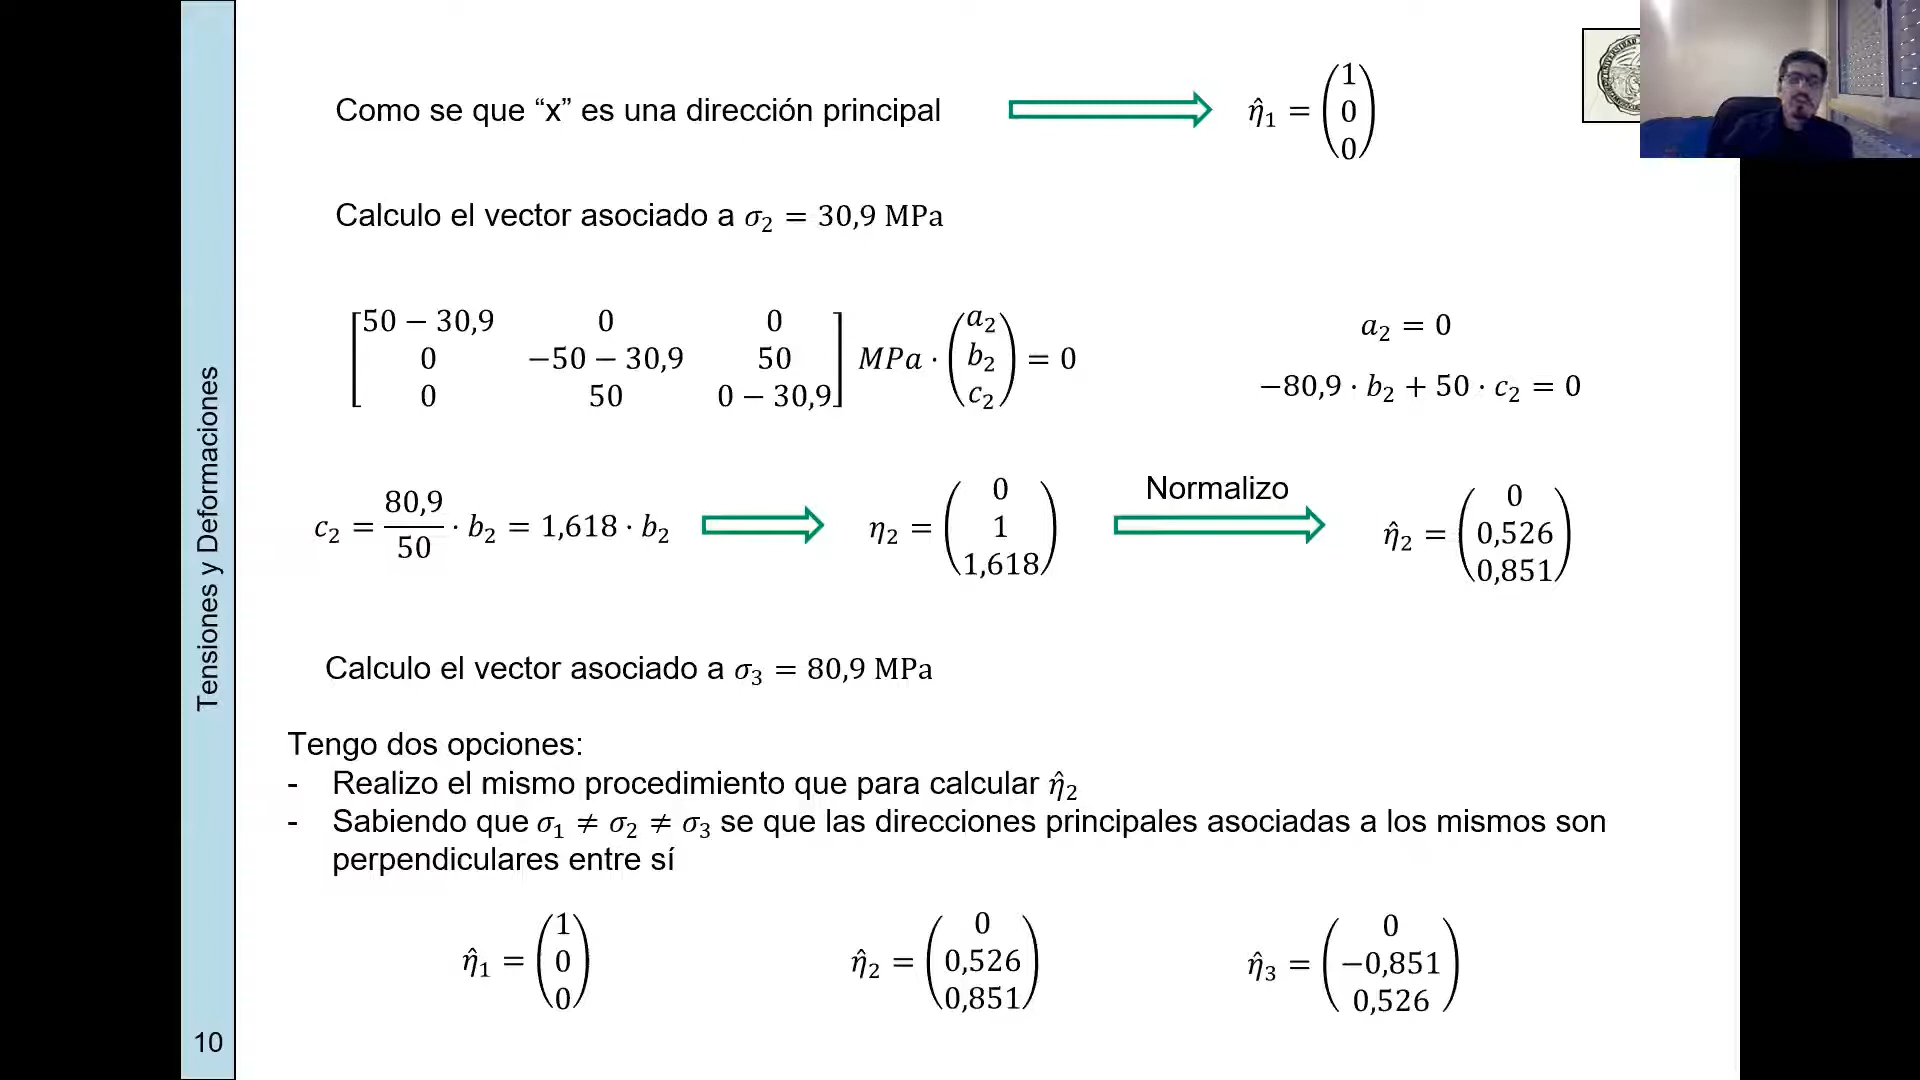 Como se que “x” es una dirección principal
η̂₁ = (1 0 0)
Calculo el vector asociado a σ₂ = 30,9 MPa
[50 − 30,9 0 0
0 −50 − 30,9 50
0 50 0 − 30,9] MPa · (a₂ b₂ c₂) = 0
a₂ = 0
−80,9 · b₂ + 50 · c₂ = 0
c₂ = 80,9/50 · b₂ = 1,618 · b₂
η₂ = (0 1 1,618)
Normalizo
η̂₂ = (0 0,526 0,851)
Calculo el vector asociado a σ₃ = 80,9 MPa
Tengo dos opciones:
- Realizo el mismo procedimiento que para calcular η̂₂
- Sabiendo que σ₁ ≠ σ₂ ≠ σ₃ se que las direcciones principales asociadas a los mismos son
perpendiculares entre sí
η̂₁ = (1 0 0)
η̂₂ = (0 0,526 0,851)
η̂₃ = (0 −0,851 0,526)
Tensiones y Deformaciones
10